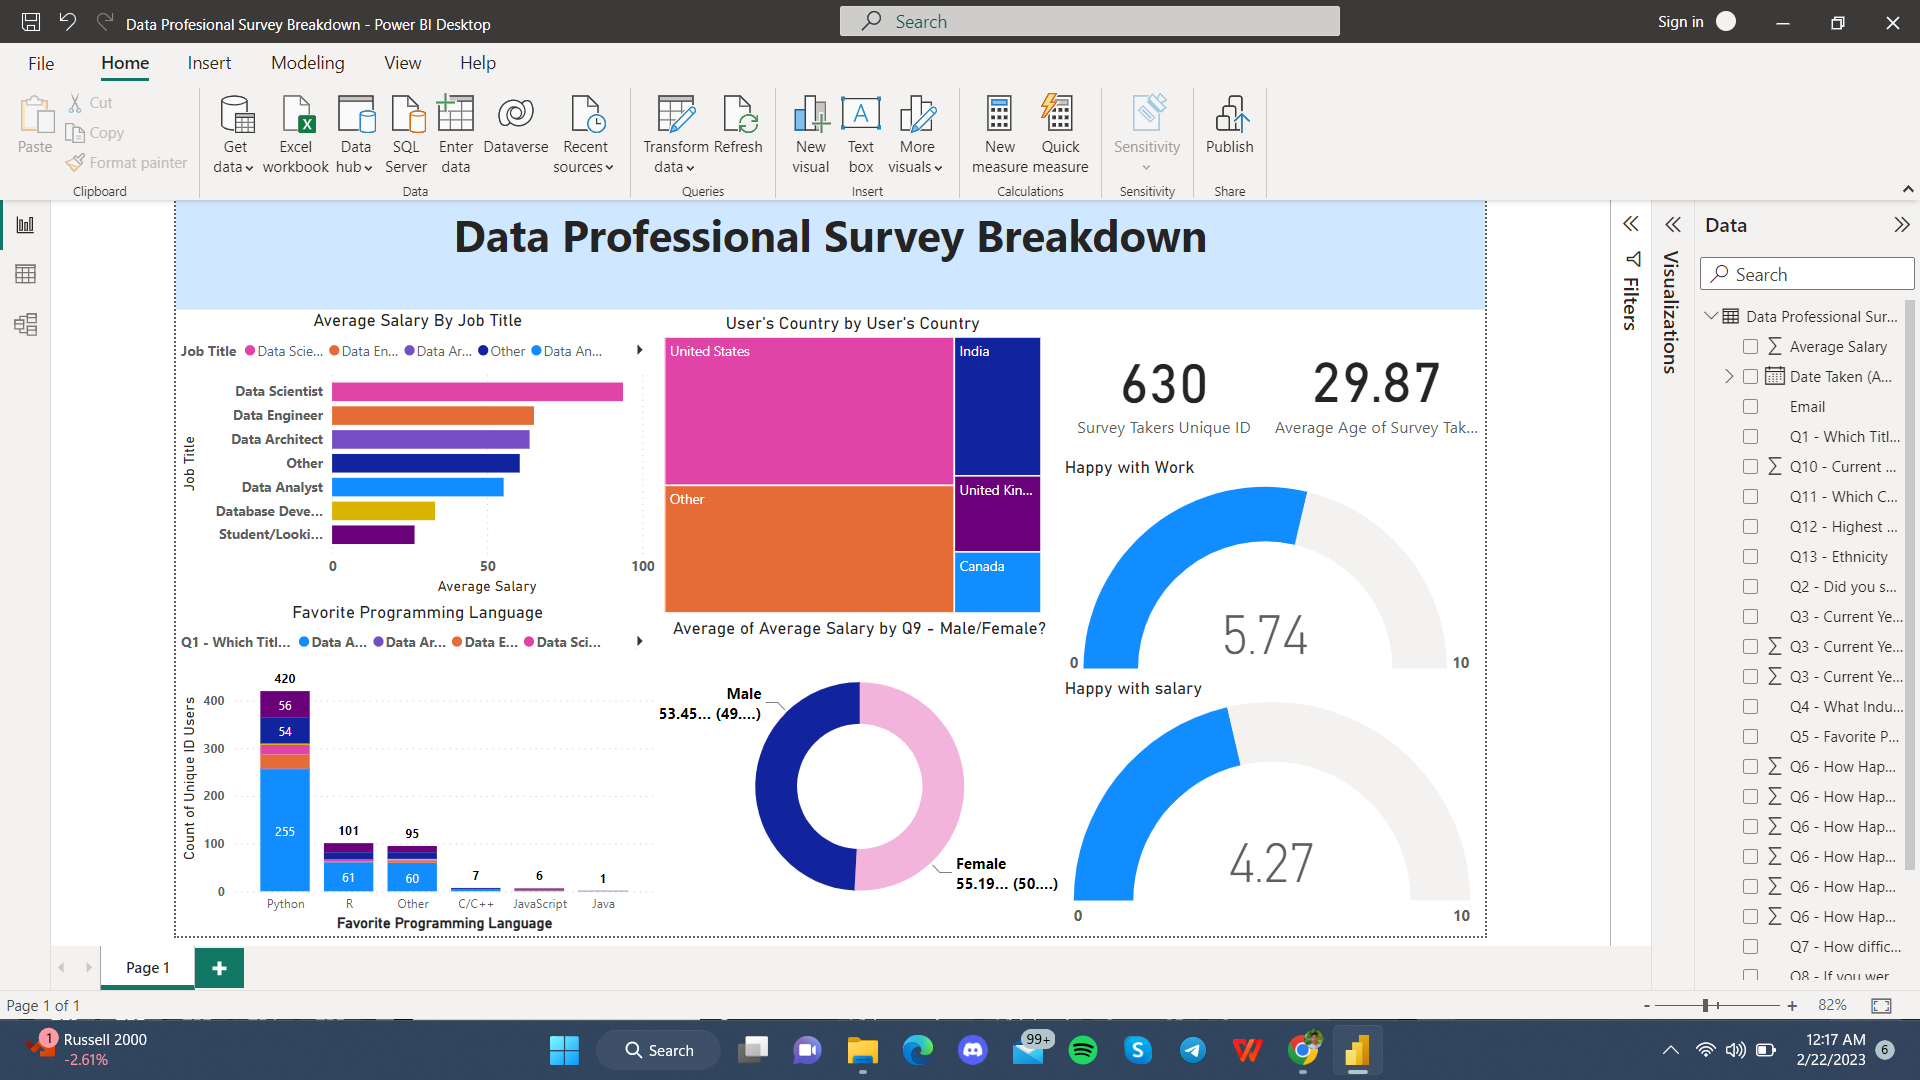 Data Profesional Survey Breakdown - Power BI Desktop
Search
Sign in
File
Home
Insert
Modeling
View
Help
Paste
Cut
Copy
Format painter
Clipboard
Get data
Excel workbook
Data hub
SQL Server
Enter data
Dataverse
Recent sources
Data
Transform data
Refresh
Queries
New visual
Text box
A
More visuals
Insert
New measure
Quick measure
Calculations
Sensitivity
Sensitivity
Publish
Share
Data Professional Survey Breakdown
Average Salary By Job Title
Job Title
Data Scie...
Data En...
Data Ar...
Other
Data An...
Job Title
Data Scientist
Data Engineer
Data Architect
Other
Data Analyst
Database Deve...
Student/Looki...
0
50
100
Average Salary
Favorite Programming Language
Q1 - Which Titl...
Data A...
Data Ar...
Data E...
Data Sci...
Count of Unique ID Users
400
300
200
100
0
420
56
54
255
101
61
95
60
7
6
1
Python
R
Other
C/C++
JavaScript
Java
Favorite Programming Language
User's Country by User's Country
United States
India
Other
United Kin...
Canada
Average of Average Salary by Q9 - Male/Female?
Male
53.45... (49....)
Female
55.19... (50....)
630
Survey Takers Unique ID
29.87
Average Age of Survey Tak...
Happy with Work
5.74
0
10
Happy with salary
4.27
0
10
Filters
Visualizations
Data
Search
Data Professional Sur...
Average Salary
Date Taken (A...
Email
Q1 - Which Titl...
Q10 - Current ...
Q11 - Which C...
Q12 - Highest ...
Q13 - Ethnicity
Q2 - Did you s...
Q3 - Current Ye...
Q3 - Current Ye...
Q3 - Current Ye...
Q4 - What Indu...
Q5 - Favorite P...
Q6 - How Hap...
Q6 - How Hap...
Q6 - How Hap...
Q6 - How Hap...
Q6 - How Hap...
Q6 - How Hap...
Q7 - How diffic...
Q8 - If you wer
Page 1
Page 1 of 1
- + 82%
1
Russell 2000
-2.61%
Search
99+
12:17 AM
2/22/2023
6